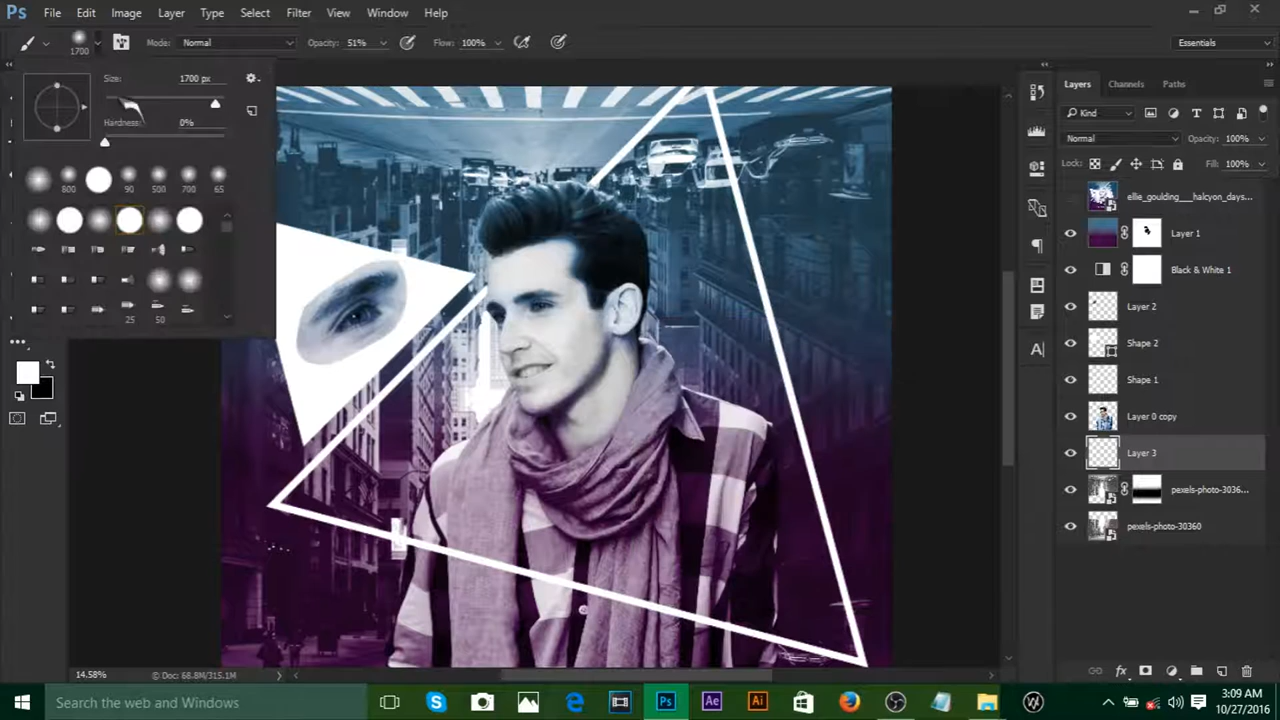 Ps File Edit Image Layer Type Select Filter View Window Help
1700 Mode: Normal Opacity: 51% Flow: 100% Essentials
Size: 1700 px
Hardness: 0%
600 90 500 700 65
25 50
Layers Channels Paths
Kind
Normal Opacity: 100%
Lock: Fill: 100%
ellie_goulding___halcyon_days...
Layer 1
Black & White 1
Layer 2
Shape 2
Shape 1
Layer 0 copy
Layer 3
pexels-photo-3036...
pexels-photo-30360
14.58% Doc: 68.8M/315.1M
Search the web and Windows
Ps Ae Ai
3:09 AM
10/27/2016